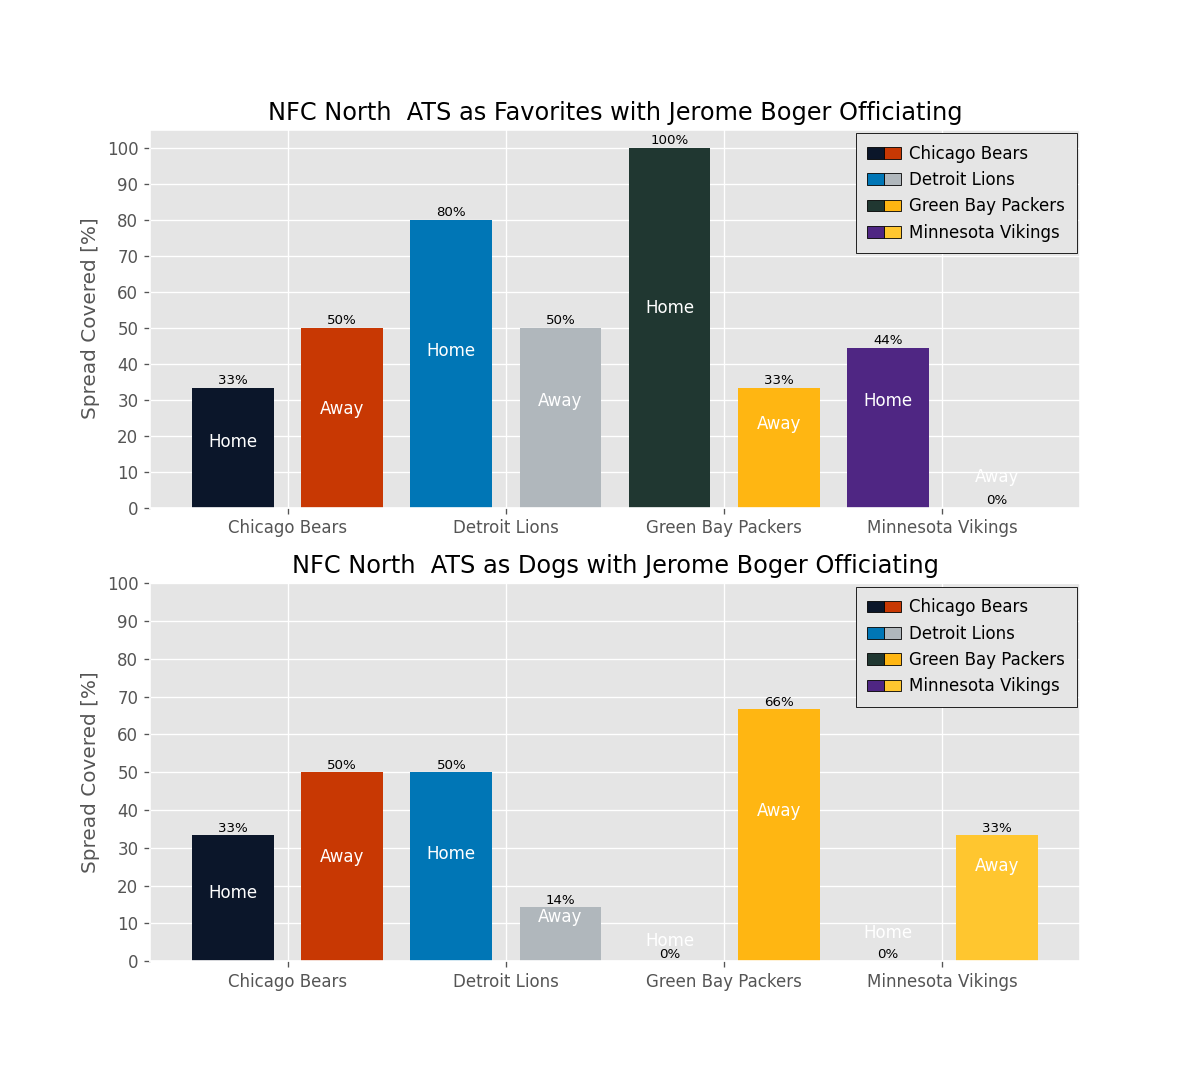 NFC North  ATS as Favorites with Jerome Boger Officiating
Spread Covered [%]
100
90
80
70
60
50
40
30
20
10
0
33%
50%
80%
50%
100%
33%
44%
0%
Home
Away
Home
Away
Home
Away
Home
Away
Chicago Bears
Detroit Lions
Green Bay Packers
Minnesota Vikings
Chicago Bears
Detroit Lions
Green Bay Packers
Minnesota Vikings
NFC North  ATS as Dogs with Jerome Boger Officiating
Spread Covered [%]
100
90
80
70
60
50
40
30
20
10
0
33%
50%
50%
14%
0%
66%
0%
33%
Home
Away
Home
Away
Home
Away
Home
Away
Chicago Bears
Detroit Lions
Green Bay Packers
Minnesota Vikings
Chicago Bears
Detroit Lions
Green Bay Packers
Minnesota Vikings